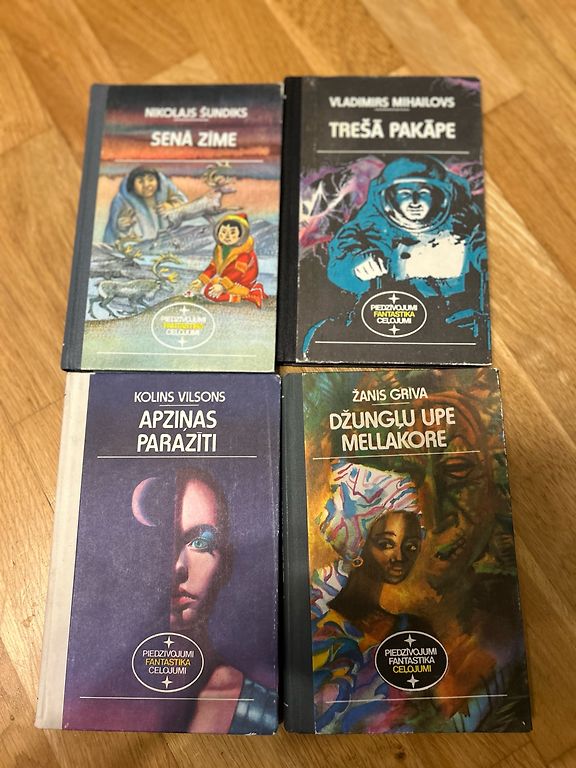 NIKOLAJS ŠUNDIKS
SENĀ ZĪME
PIEDZĪVOJUMI
FANTASTIKA
CEĻOJUMI
VLADIMIRS MIHAILOVS
TREŠĀ PAKĀPE
PIEDZĪVOJUMI
FANTASTIKA
CEĻOJUMI
KOLINS VILSONS
APZIŅAS
PARAZĪTI
PIEDZĪVOJUMI
FANTASTIKA
CEĻOJUMI
ŽANIS GRĪVA
DŽUNGĻU UPE
MELLAKORE
PIEDZĪVOJUMI
FANTASTIKA
CEĻOJUMI